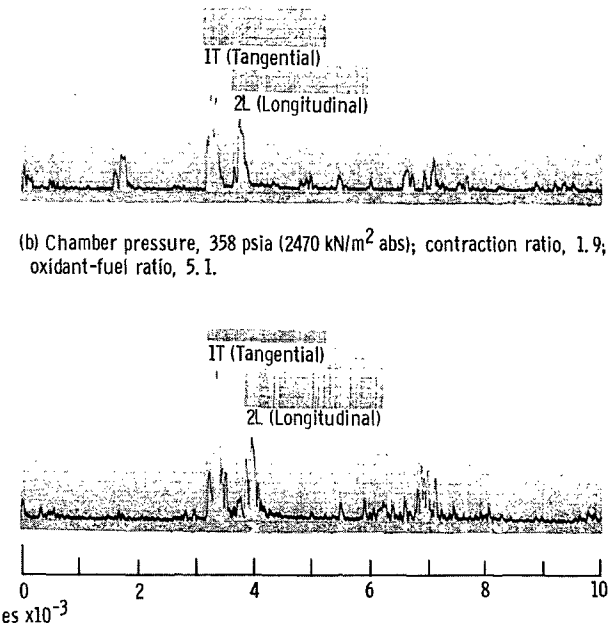 1T (Tangential)
2L (Longitudinal)
(b) Chamber pressure, 358 psia (2470 kN/m² abs); contraction ratio, 1.9;
oxidant-fuel ratio, 5.1.
1T (Tangential)
2L (Longitudinal)
0 2 4 6 8 10
es x10⁻³